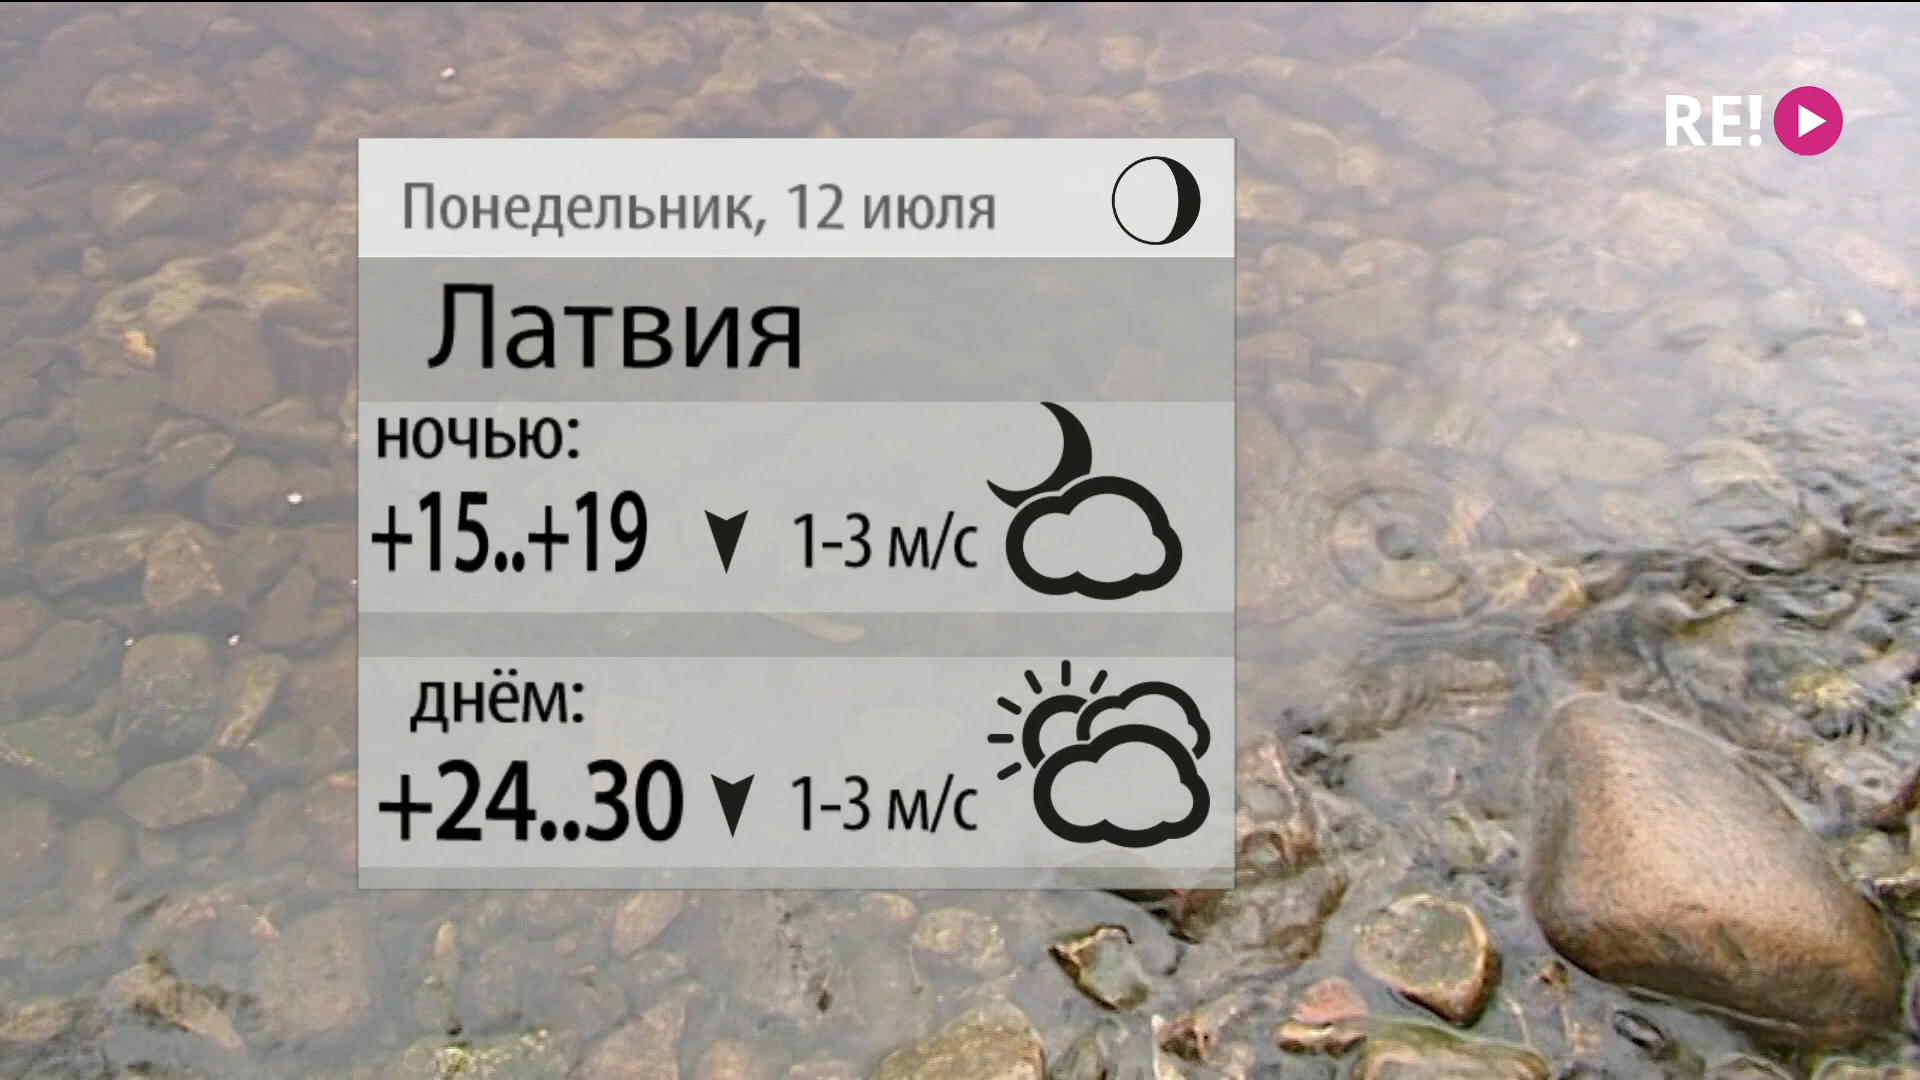 RE!
Понедельник, 12 июля
Латвия
ночью:
+15..+19 1-3 м/с
днём:
+24..30 1-3 м/с